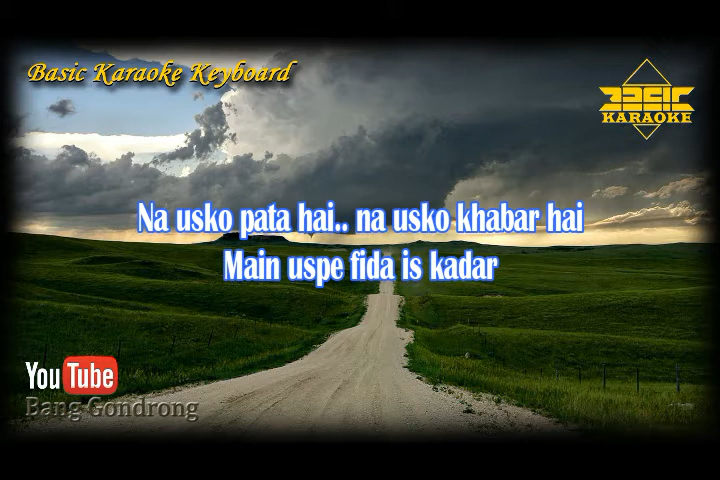 Basic Karaoke Keyboard
BASIC
KARAOKE
Na usko pata hai.. na usko khabar hai
Main uspe fida is kadar
YouTube
Bang Gondrong